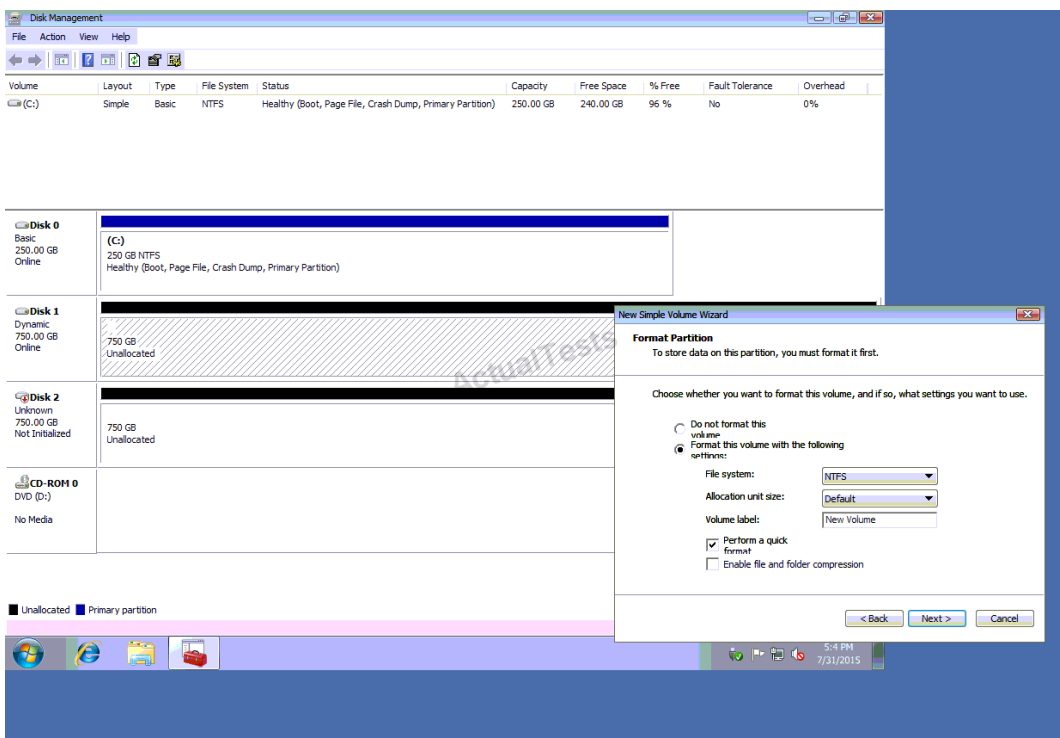 Disk Management
File Action View Help
Volume Layout Type File System Status Capacity Free Space % Free Fault Tolerance Overhead
(C:) Simple Basic NTFS Healthy (Boot, Page File, Crash Dump, Primary Partition) 250.00 GB 240.00 GB 96 % No 0%
Disk 0
Basic
250.00 GB
Online
(C:)
250 GB NTFS
Healthy (Boot, Page File, Crash Dump, Primary Partition)
Disk 1
Dynamic
750.00 GB
Online
750 GB
Unallocated
Disk 2
Unknown
750.00 GB
Not Initialized
750 GB
Unallocated
CD-ROM 0
DVD (D:)
No Media
Unallocated Primary partition
ActualTests
New Simple Volume Wizard
Format Partition
To store data on this partition, you must format it first.
Choose whether you want to format this volume, and if so, what settings you want to use.
Do not format this
volume
Format this volume with the following
settings:
File system: NTFS
Allocation unit size: Default
Volume label: New Volume
Perform a quick
format
Enable file and folder compression
< Back Next > Cancel
5:4 PM
7/31/2015